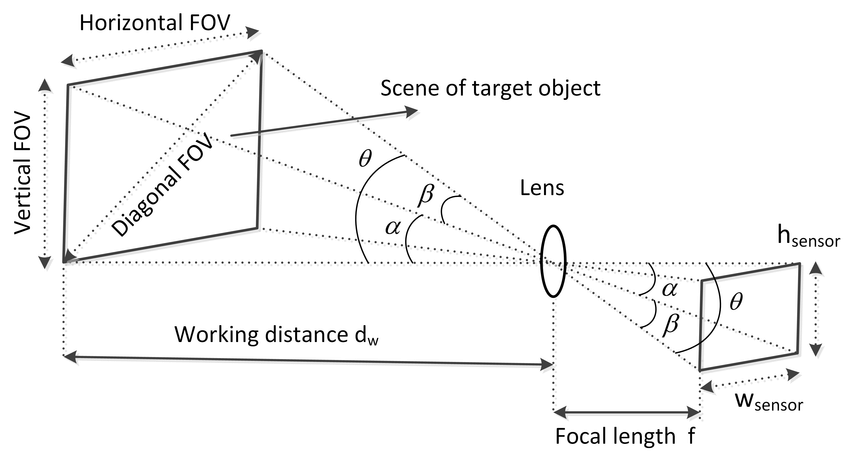 Horizontal FOV
Scene of target object
Vertical FOV
Diagonal FOV
θ
β
α
Lens
h_sensor
α
θ
β
Working distance d_w
w_sensor
Focal length f